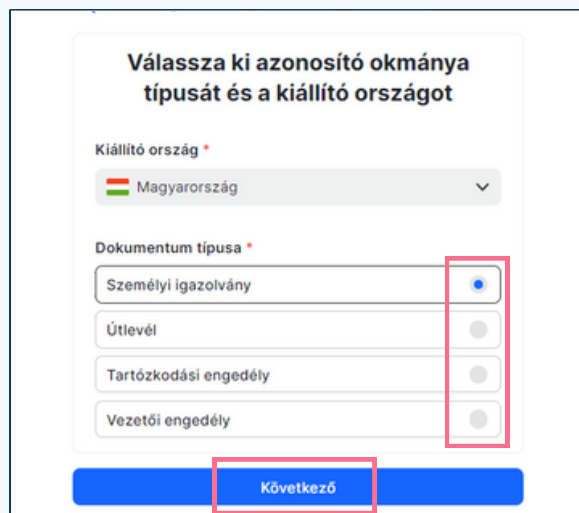 Válassza ki azonosító okmánya
típusát és a kiállító országot
Kiállító ország *
Magyarország
Dokumentum típusa *
Személyi igazolvány
Útlevél
Tartózkodási engedély
Vezetői engedély
Következő